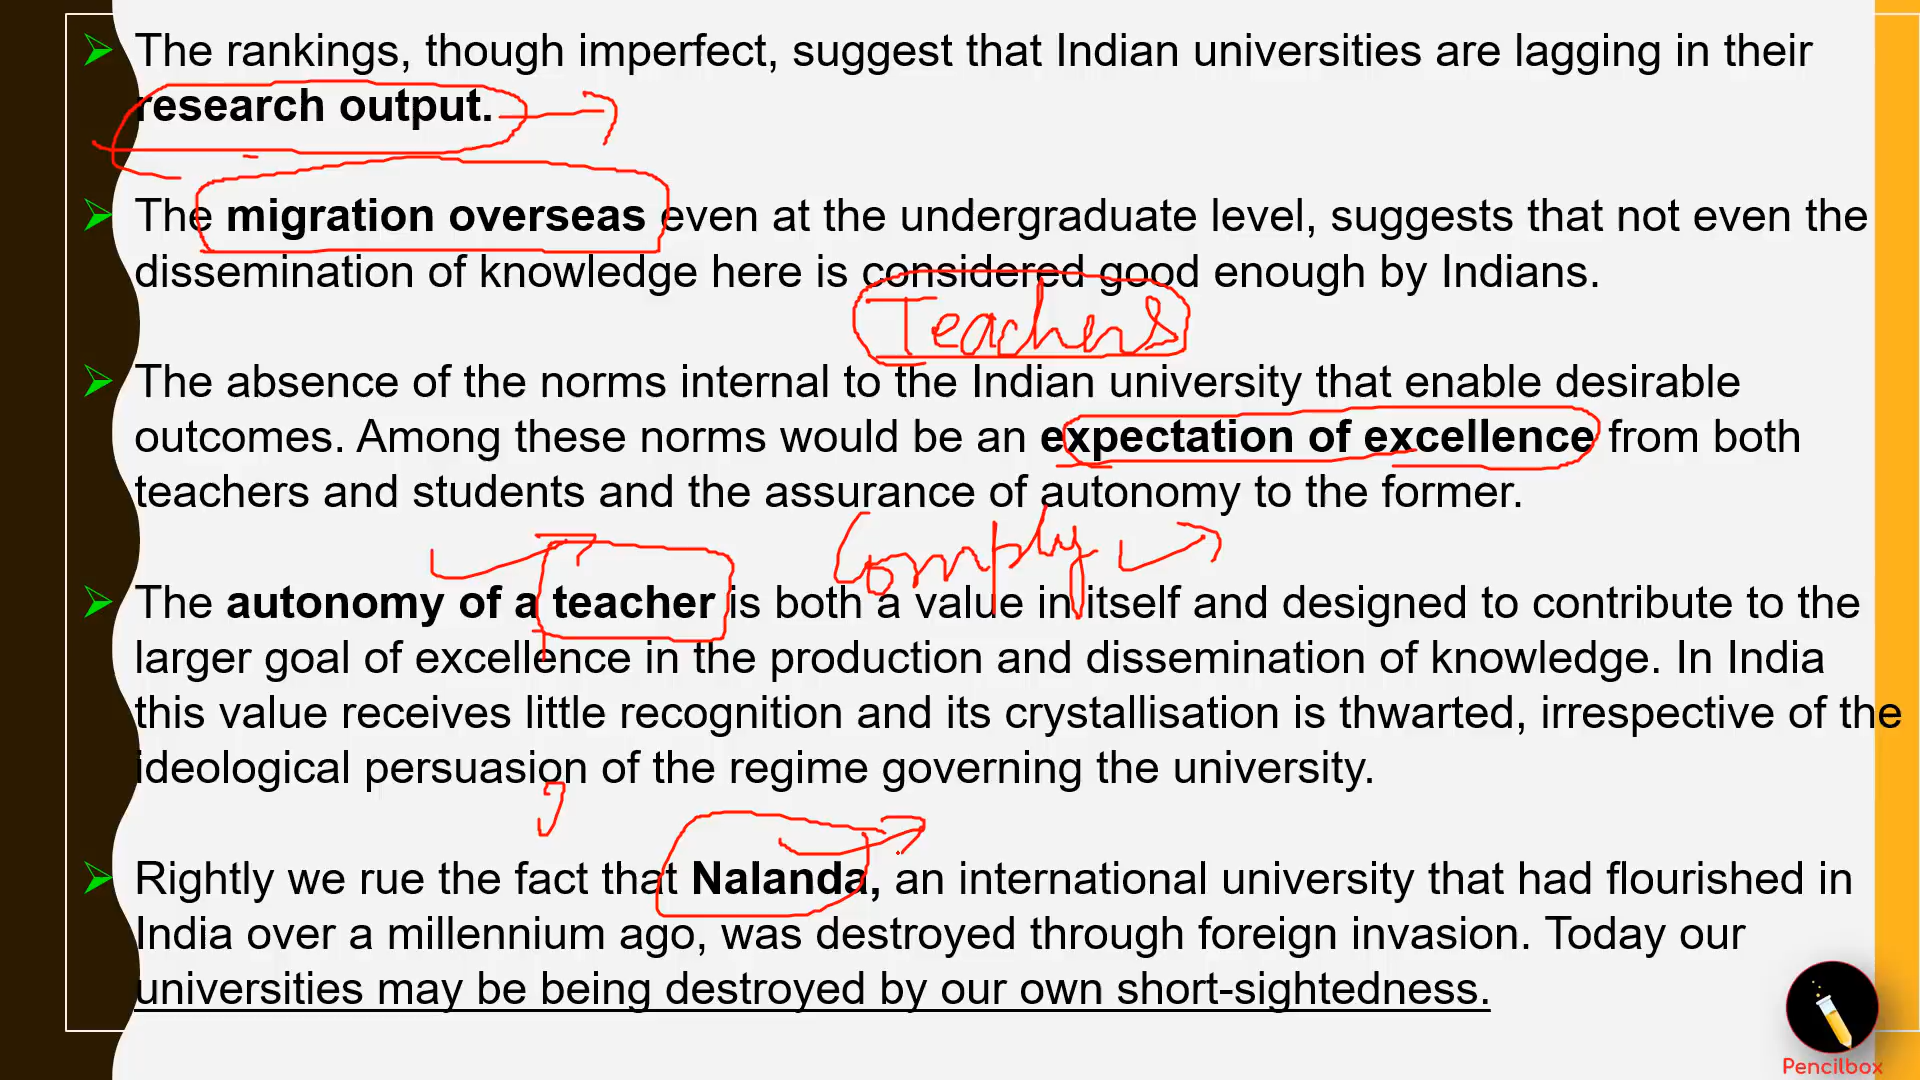 The rankings, though imperfect, suggest that Indian universities are lagging in their
research output.
The migration overseas even at the undergraduate level, suggests that not even the
dissemination of knowledge here is considered good enough by Indians.
Teachers
The absence of the norms internal to the Indian university that enable desirable
outcomes. Among these norms would be an expectation of excellence from both
teachers and students and the assurance of autonomy to the former.
Comply
The autonomy of a teacher is both a value in itself and designed to contribute to the
larger goal of excellence in the production and dissemination of knowledge. In India
this value receives little recognition and its crystallisation is thwarted, irrespective of the
ideological persuasion of the regime governing the university.
Rightly we rue the fact that Nalanda, an international university that had flourished in
India over a millennium ago, was destroyed through foreign invasion. Today our
universities may be being destroyed by our own short-sightedness.
Pencilbox